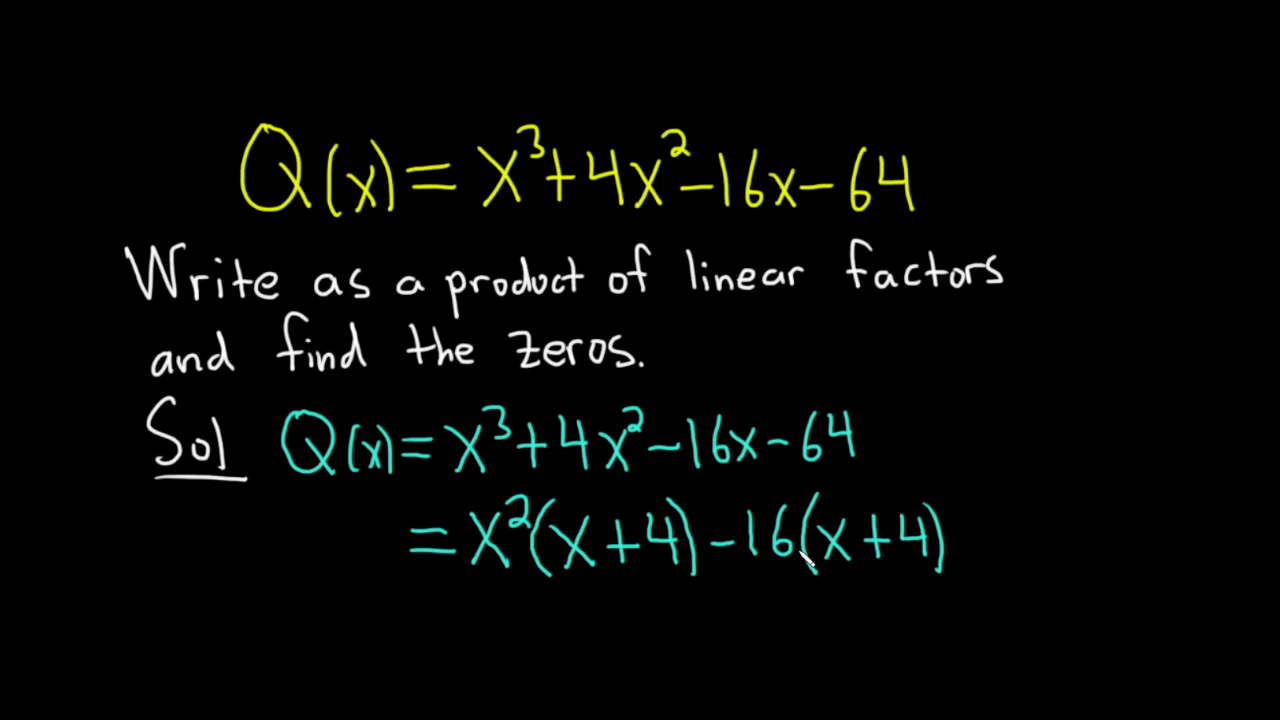 Q(x) = x³+4x²-16x-64
Write as a product of linear factors
and find the zeros.
Sol Q(x) = x³+4x²-16x-64
= x²(x+4)-16(x+4)